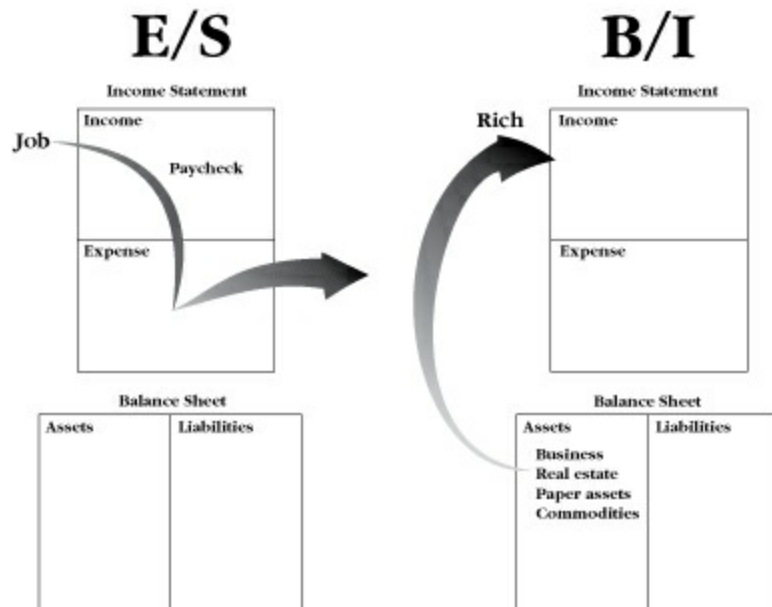 E/S
Income Statement
Income
Job
Paycheck
Expense
Balance Sheet
Assets
Liabilities
B/I
Income Statement
Rich
Income
Expense
Balance Sheet
Assets
Liabilities
Business
Real estate
Paper assets
Commodities